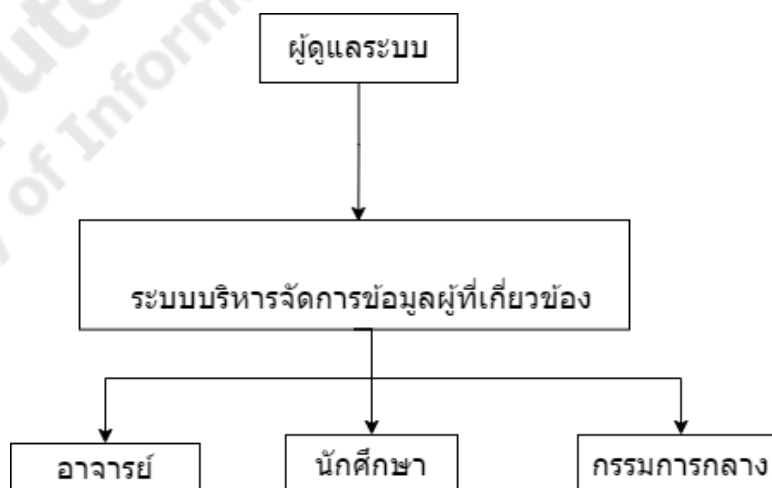 ผู้ดูแลระบบ
ระบบบริหารจัดการข้อมูลผู้ที่เกี่ยวข้อง
อาจารย์
นักศึกษา
กรรมการกลาง
of Inform